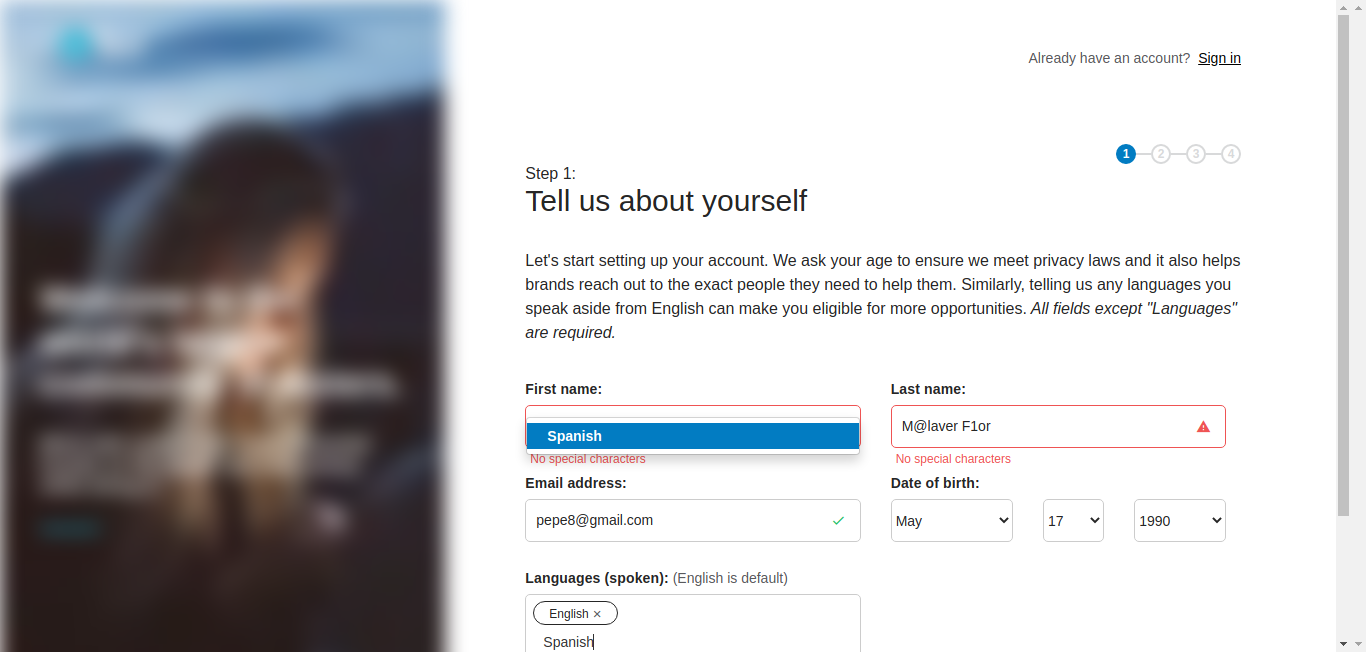 Already have an account? Sign in
1 2 3 4
Step 1:
Tell us about yourself
Let's start setting up your account. We ask your age to ensure we meet privacy laws and it also helps
brands reach out to the exact people they need to help them. Similarly, telling us any languages you
speak aside from English can make you eligible for more opportunities. All fields except "Languages"
are required.
First name:
Last name:
Spanish
M@laver F1or
No special characters
No special characters
Email address:
Date of birth:
pepe8@gmail.com
May
17
1990
Languages (spoken): (English is default)
English ×
Spanish